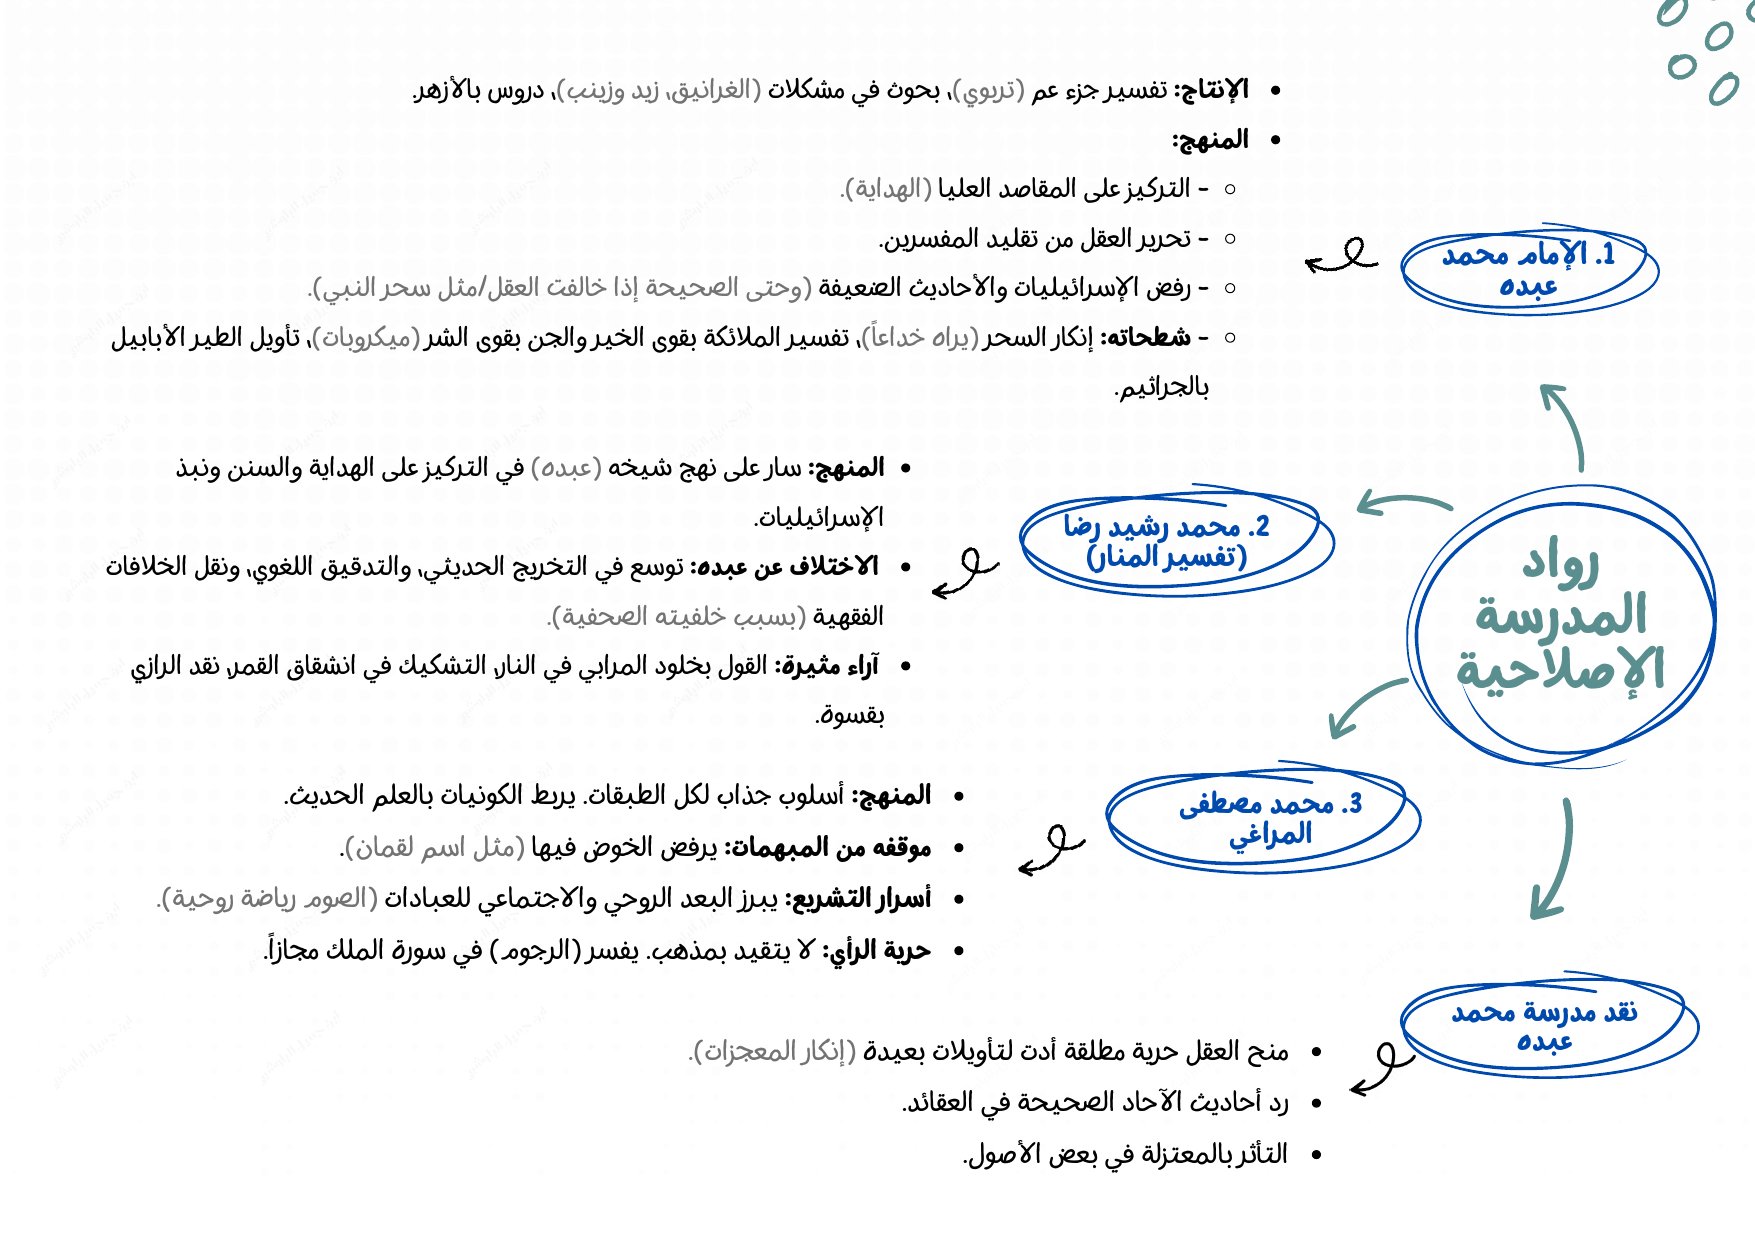 رواد
المدرسة
الإصلاحية
1. الإمام محمد
عبده
• الإنتاج: تفسير جزء عم (تربوي)، بحوث في مشكلات (الغرانيق، زيد وزينب)، دروس بالأزهر.
• المنهج:
○ - التركيز على المقاصد العليا (الهداية).
○ - تحرير العقل من تقليد المفسرين.
○ - رفض الإسرائيليات والأحاديث الضعيفة (وحتى الصحيحة إذا خالفت العقل/مثل سحر النبي).
○ - شطحاته: إنكار السحر (يراه خداعاً)، تفسير الملائكة بقوى الخير والجن بقوى الشر (ميكروبات)، تأويل الطير الأبابيل
بالجراثيم.
2. محمد رشيد رضا
(تفسير المنار)
• المنهج: سار على نهج شيخه (عبده) في التركيز على الهداية والسنن ونبذ
الإسرائيليات.
• الاختلاف عن عبده: توسع في التخريج الحديثي، والتدقيق اللغوي، ونقل الخلافات
الفقهية (بسبب خلفيته الصحفية).
• آراء مثيرة: القول بخلود المرابي في النار، التشكيك في انشقاق القمر، نقد الرازي
بقسوة.
3. محمد مصطفى
المراغي
• المنهج: أسلوب جذاب لكل الطبقات. يربط الكونيات بالعلم الحديث.
• موقفه من المبهمات: يرفض الخوض فيها (مثل اسم لقمان).
• أسرار التشريع: يبرز البعد الروحي والاجتماعي للعبادات (الصوم رياضة روحية).
• حرية الرأي: لا يتقيد بمذهب. يفسر (الرجوم) في سورة الملك مجازاً.
نقد مدرسة محمد
عبده
• منح العقل حرية مطلقة أدت لتأويلات بعيدة (إنكار المعجزات).
• رد أحاديث الآحاد الصحيحة في العقائد.
• التأثر بالمعتزلة في بعض الأصول.